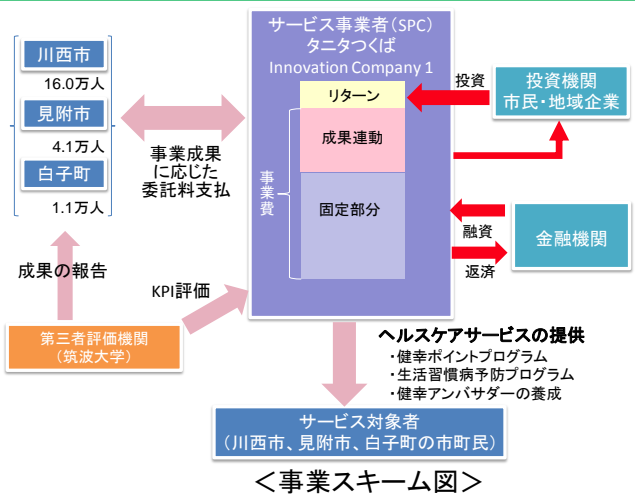 サービス事業者(SPC)
タニタつくば
Innovation Company 1
川西市
16.0万人
見附市
4.1万人
白子町
1.1万人
事業成果
に応じた
委託料支払
リターン
成果連動
固定部分
事業費
投資
投資機関
市民・地域企業
融資
返済
金融機関
成果の報告
KPI評価
第三者評価機関
(筑波大学)
ヘルスケアサービスの提供
・健幸ポイントプログラム
・生活習慣病予防プログラム
・健幸アンバサダーの養成
サービス対象者
(川西市、見附市、白子町の市町民)
＜事業スキーム図＞